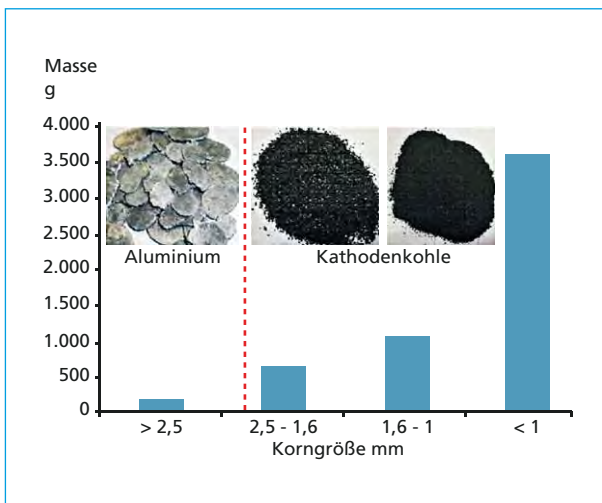 Masse
g
4.000
3.500
3.000
2.500
2.000
1.500
1.000
500
0
Aluminium Kathodenkohle
> 2,5 2,5 - 1,6 1,6 - 1 < 1
Korngröße mm